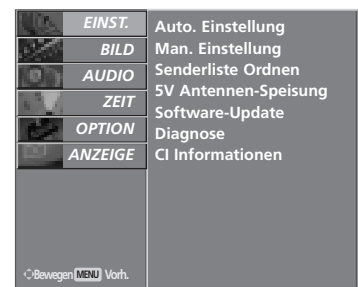 EINST.
BILD
AUDIO
ZEIT
OPTION
ANZEIGE
Bewegen MENU Vorh.
Auto. Einstellung
Man. Einstellung
Senderliste Ordnen
5V Antennen-Speisung
Software-Update
Diagnose
CI Informationen